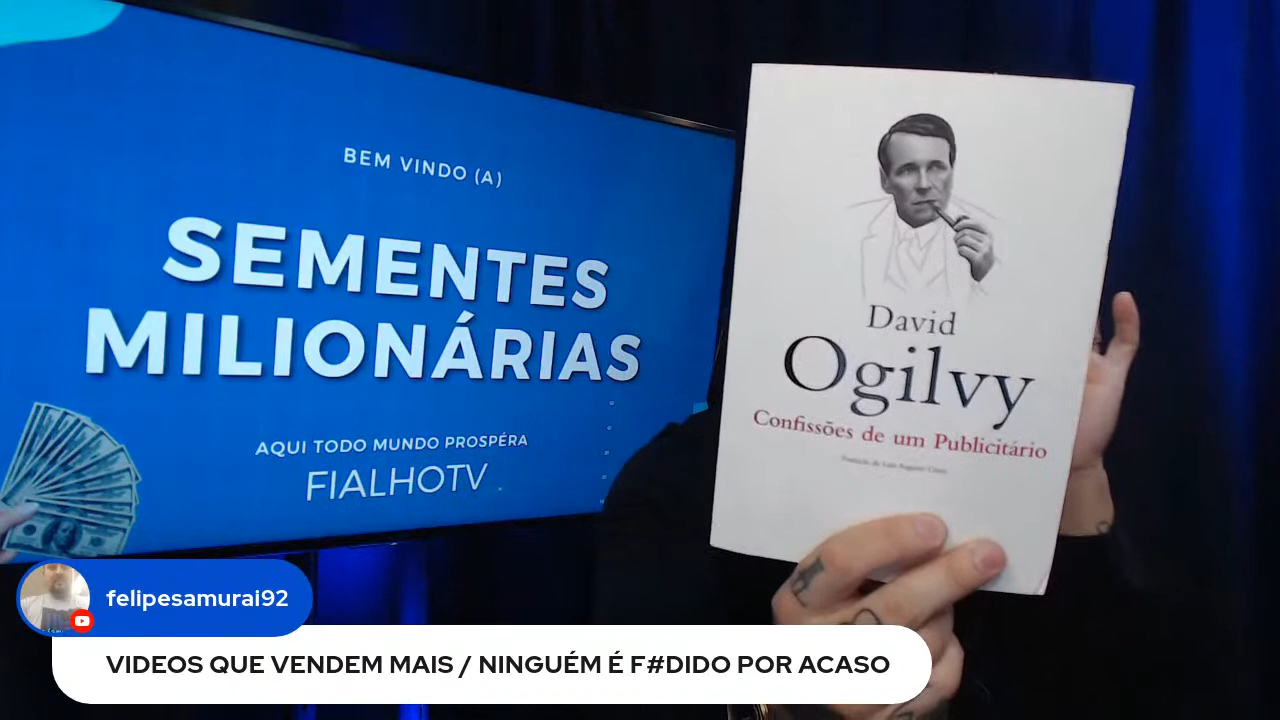 BEM VINDO (A)
SEMENTES
MILIONÁRIAS
AQUI TODO MUNDO PROSPÉRA
FIALHOTV
David
Ogilvy
Confissões de um Publicitário
felipesamurai92
VIDEOS QUE VENDEM MAIS / NINGUÉM É F#DIDO POR ACASO